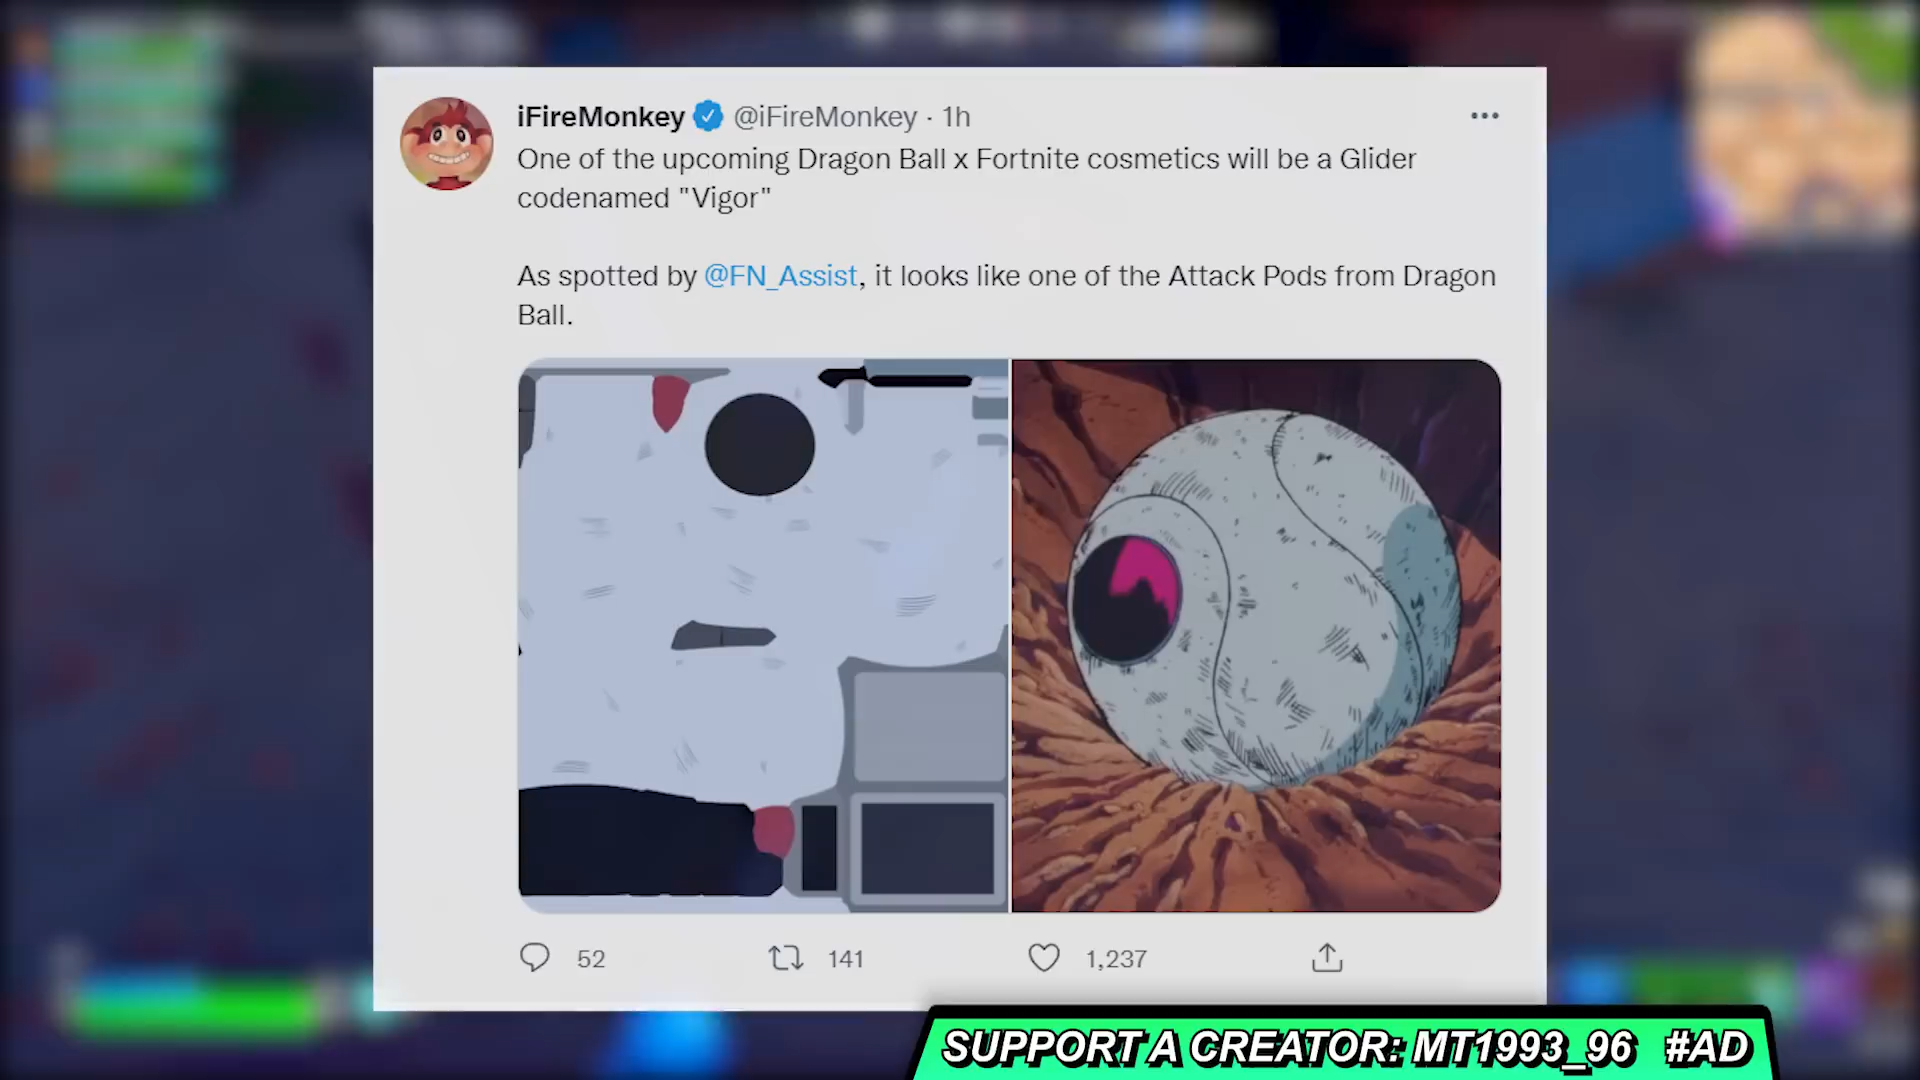 iFireMonkey @iFireMonkey · 1h
One of the upcoming Dragon Ball x Fortnite cosmetics will be a Glider
codenamed "Vigor"
As spotted by @FN_Assist, it looks like one of the Attack Pods from Dragon
Ball.
52 141 1,237
SUPPORT A CREATOR: MT1993_96 #AD